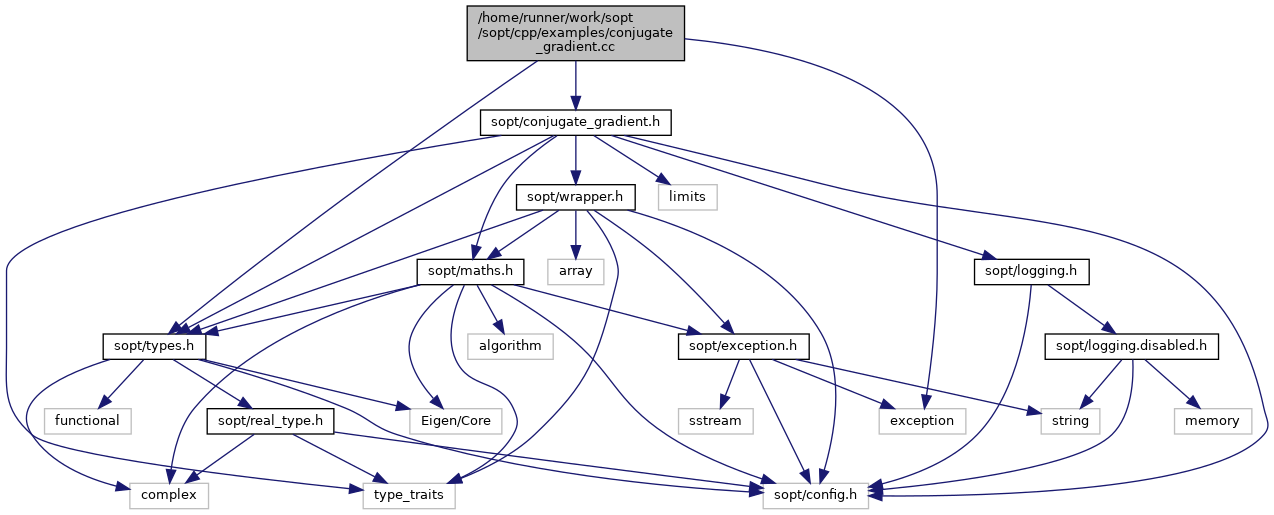 /home/runner/work/sopt
/sopt/cpp/examples/conjugate
_gradient.cc
sopt/conjugate_gradient.h
sopt/wrapper.h
limits
sopt/maths.h
array
sopt/logging.h
sopt/types.h
algorithm
sopt/exception.h
sopt/logging.disabled.h
functional
sopt/real_type.h
Eigen/Core
sstream
exception
string
memory
complex
type_traits
sopt/config.h